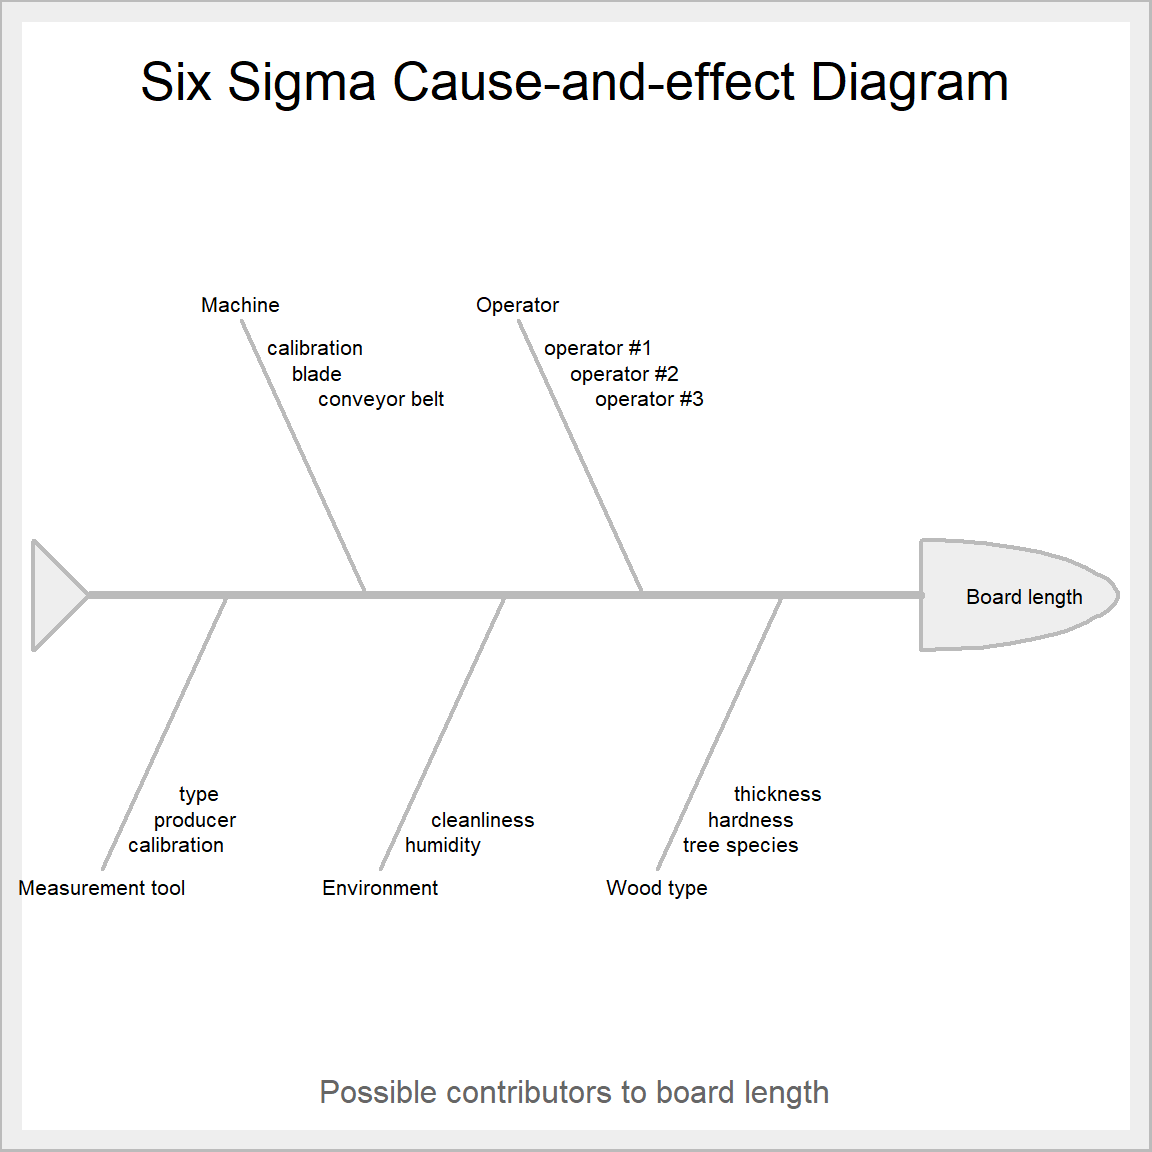 Six Sigma Cause-and-effect Diagram
Machine
calibration
blade
conveyor belt
Operator
operator #1
operator #2
operator #3
Board length
type
producer
calibration
Measurement tool
cleanliness
humidity
Environment
thickness
hardness
tree species
Wood type
Possible contributors to board length